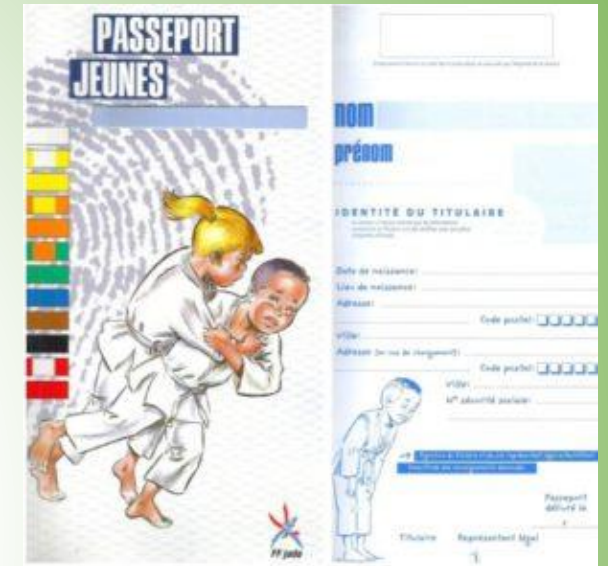 PASSEPORT
JEUNES
FF judo
nom
prénom
IDENTITÉ DU TITULAIRE
Date de naissance:
Lieu de naissance:
Adresse:
Code postal:
Ville:
Adresse (en cas de changement):
Code postal:
Ville:
N° sécurité sociale:
Passeport
délivré le
Titulaire Représentant légal